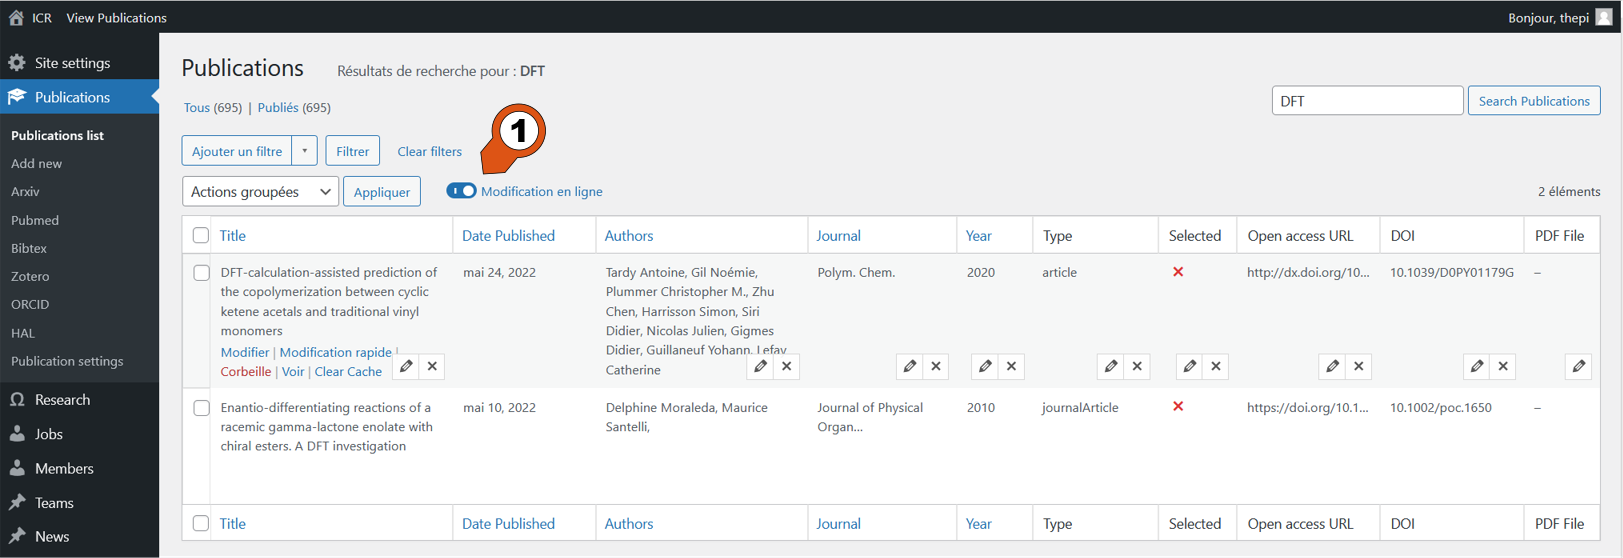 ICR View Publications Bonjour, thepi
Site settings
Publications
Publications list
Add new
Arxiv
Pubmed
Bibtex
Zotero
ORCID
HAL
Publication settings
Research
Jobs
Members
Teams
News
Publications Résultats de recherche pour : DFT
Tous (695) | Publiés (695)
DFT Search Publications
1
Ajouter un filtre Filtrer Clear filters
Actions groupées Appliquer Modification en ligne 2 éléments
Title Date Published Authors Journal Year Type Selected Open access URL DOI PDF File
DFT-calculation-assisted prediction of mai 24, 2022 Tardy Antoine, Gil Noémie, Polym. Chem. 2020 article http://dx.doi.org/10... 10.1039/D0PY01179G –
the copolymerization between cyclic Plummer Christopher M., Zhu
ketene acetals and traditional vinyl Chen, Harrisson Simon, Siri
monomers Didier, Nicolas Julien, Gigmes
Modifier | Modification rapide | Didier, Guillaneuf Yohann, Lefay
Corbeille | Voir | Clear Cache Catherine
Enantio-differentiating reactions of a mai 10, 2022 Delphine Moraleda, Maurice Journal of Physical 2010 journalArticle https://doi.org/10.1... 10.1002/poc.1650 –
racemic gamma-lactone enolate with Santelli, Organ...
chiral esters. A DFT investigation
Title Date Published Authors Journal Year Type Selected Open access URL DOI PDF File